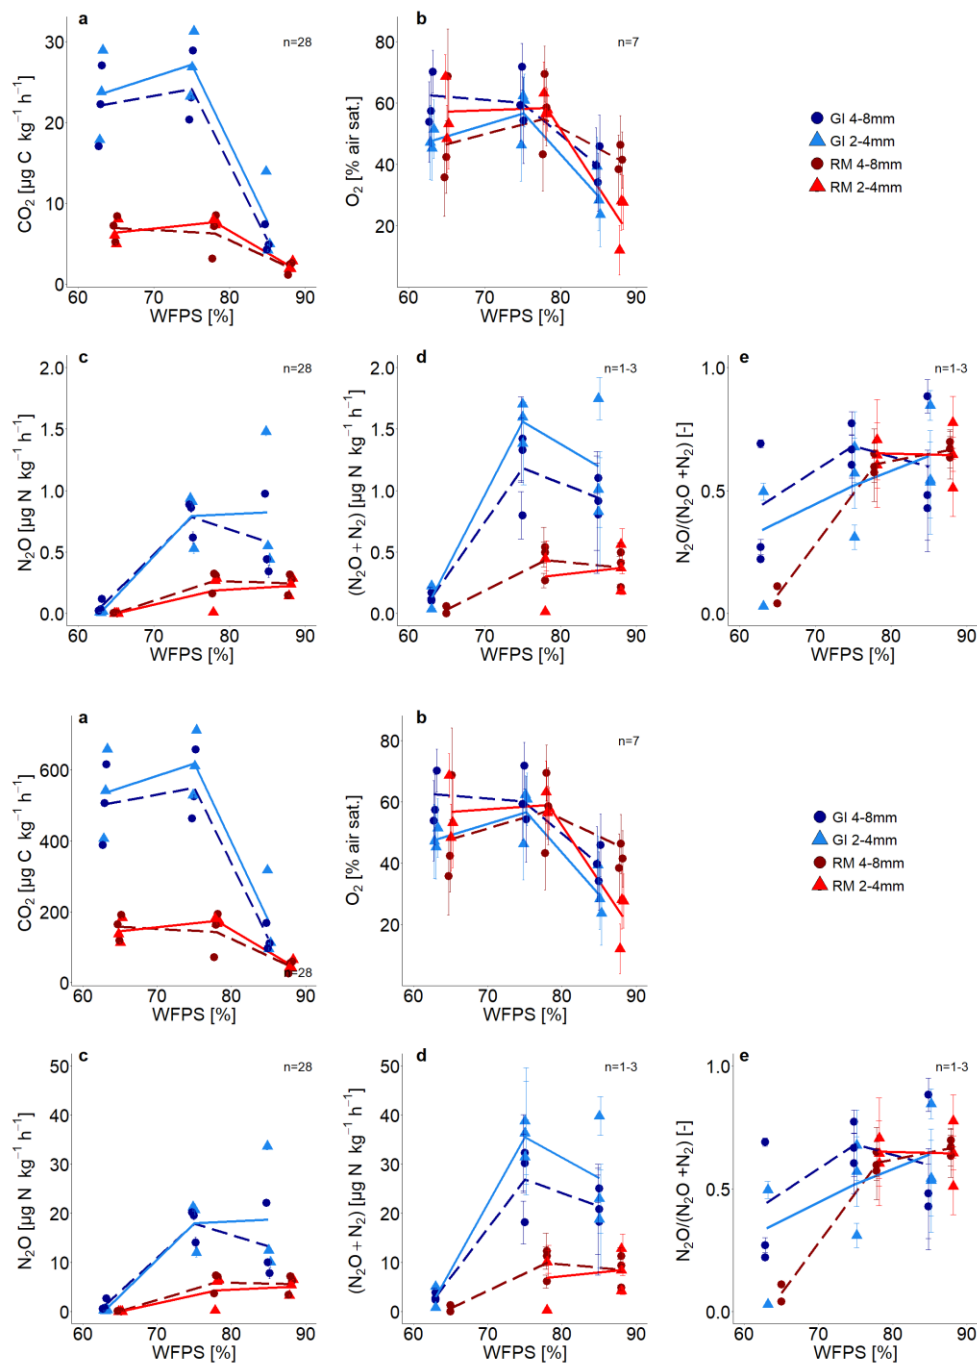 a
b
n=28
n=7
30
20
10
0
CO₂ [µg C kg⁻¹ h⁻¹]
60 70 80 90
WFPS [%]
80
60
40
20
O₂ [% air sat.]
60 70 80 90
WFPS [%]
GI 4-8mm
GI 2-4mm
RM 4-8mm
RM 2-4mm
c
d
e
n=28
n=1-3
n=1-3
2.0
1.5
1.0
0.5
0.0
N₂O [µg N kg⁻¹ h⁻¹]
60 70 80 90
WFPS [%]
2.0
1.5
1.0
0.5
0.0
(N₂O + N₂) [µg N kg⁻¹ h⁻¹]
60 70 80 90
WFPS [%]
1.0
0.5
0.0
N₂O/(N₂O +N₂) [-]
60 70 80 90
WFPS [%]
a
b
n=7
600
400
200
0
CO₂ [µg C kg⁻¹ h⁻¹]
=28
60 70 80 90
WFPS [%]
80
60
40
20
O₂ [% air sat.]
60 70 80 90
WFPS [%]
GI 4-8mm
GI 2-4mm
RM 4-8mm
RM 2-4mm
c
d
e
n=28
n=1-3
n=1-3
50
40
30
20
10
0
N₂O [µg N kg⁻¹ h⁻¹]
60 70 80 90
WFPS [%]
50
40
30
20
10
0
(N₂O + N₂) [µg N kg⁻¹ h⁻¹]
60 70 80 90
WFPS [%]
1.0
0.5
0.0
N₂O/(N₂O +N₂) [-]
60 70 80 90
WFPS [%]